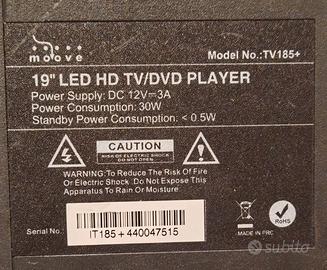 moove
Model No.:TV185+
19" LED HD TV/DVD PLAYER
Power Supply: DC 12V⎓3A
Power Consumption: 30W
Standby Power Consumption: < 0.5W
CAUTION
RISK OF ELECTRIC SHOCK
DO NOT OPEN
WARNING:To Reduce The Risk Of Fire
Or Electric Shock. Do Not Expose This
Apparatus To Rain Or Moisture.
Serial No.:
IT185+440047515
RoHS
MADE IN PRC
subito